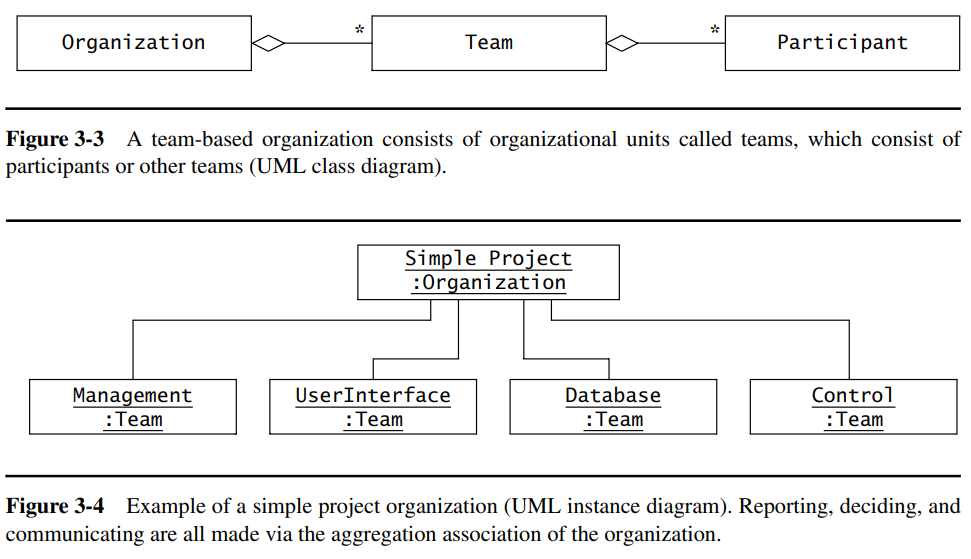 Organization * Team * Participant
Figure 3-3 A team-based organization consists of organizational units called teams, which consist of
participants or other teams (UML class diagram).
Simple Project
:Organization
Management UserInterface Database Control
:Team :Team :Team :Team
Figure 3-4 Example of a simple project organization (UML instance diagram). Reporting, deciding, and
communicating are all made via the aggregation association of the organization.